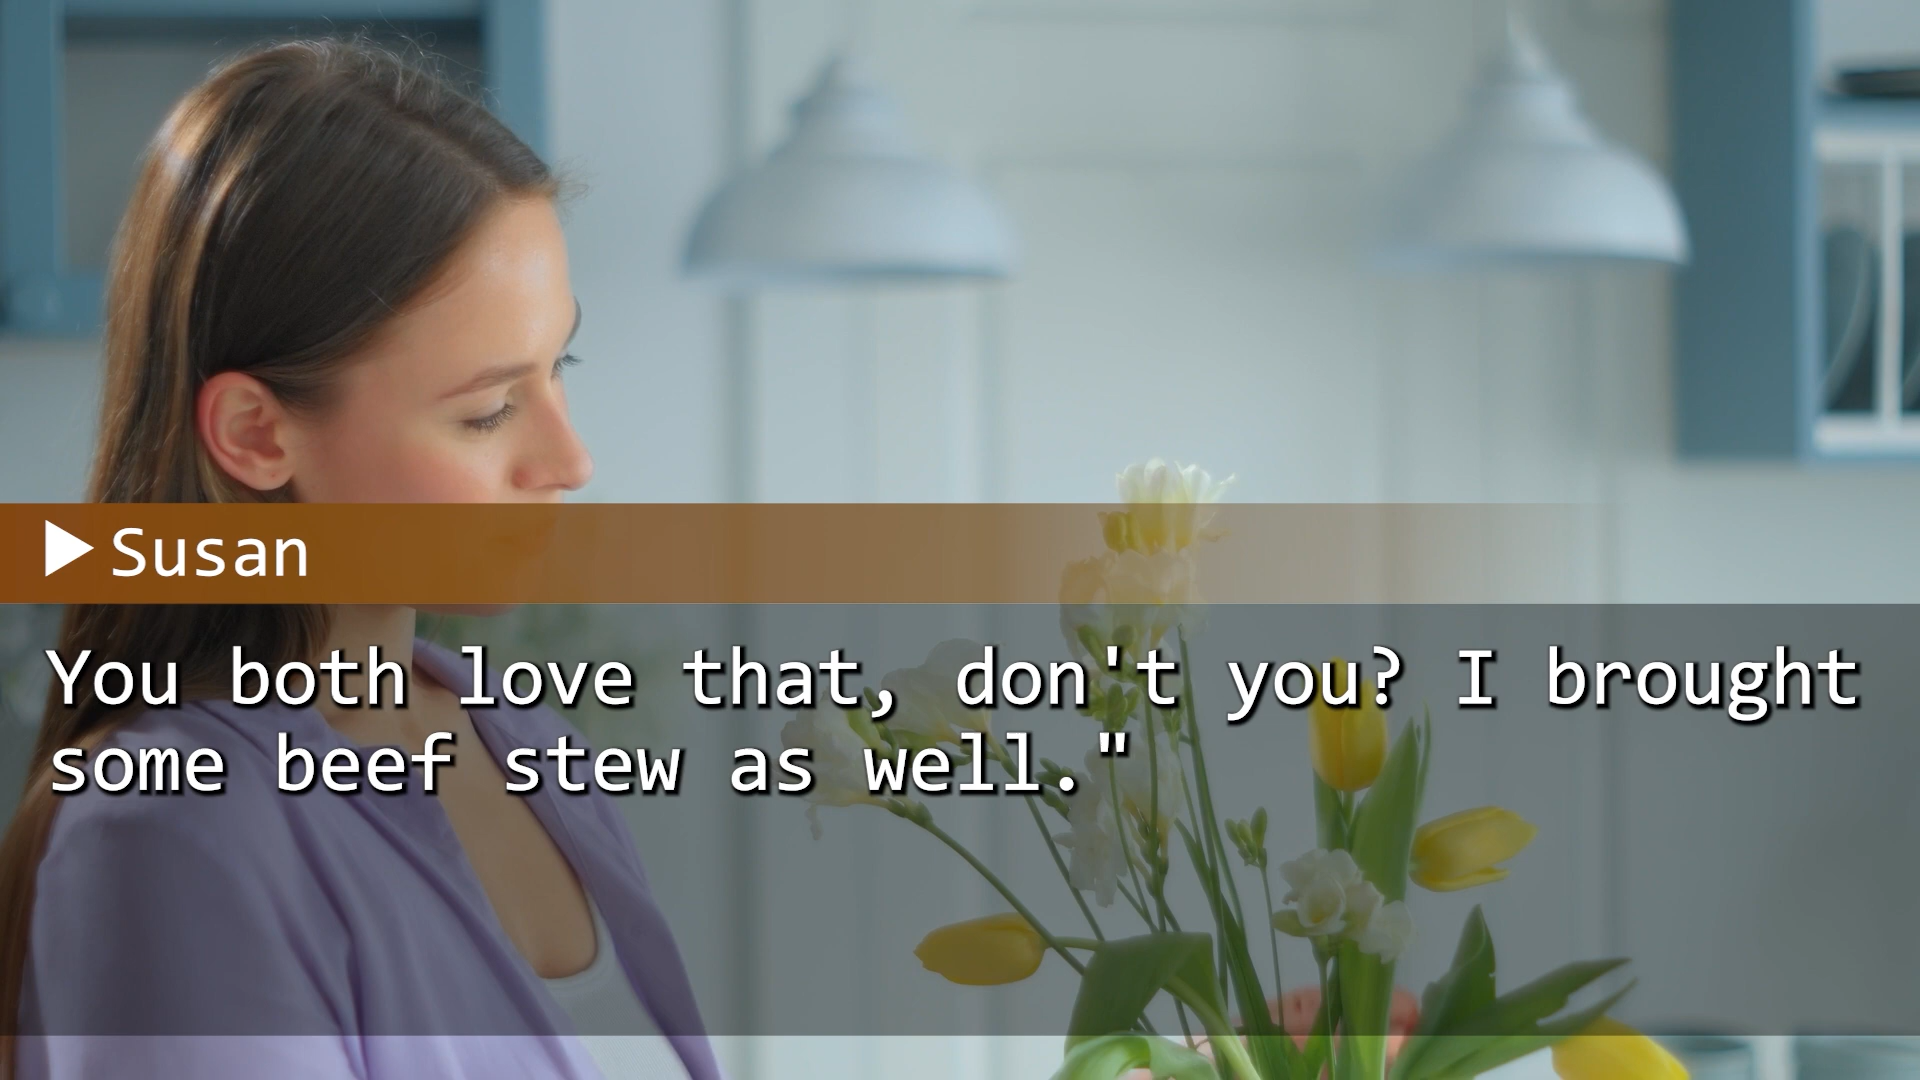 Susan
You both love that, don't you? I brought
some beef stew as well."